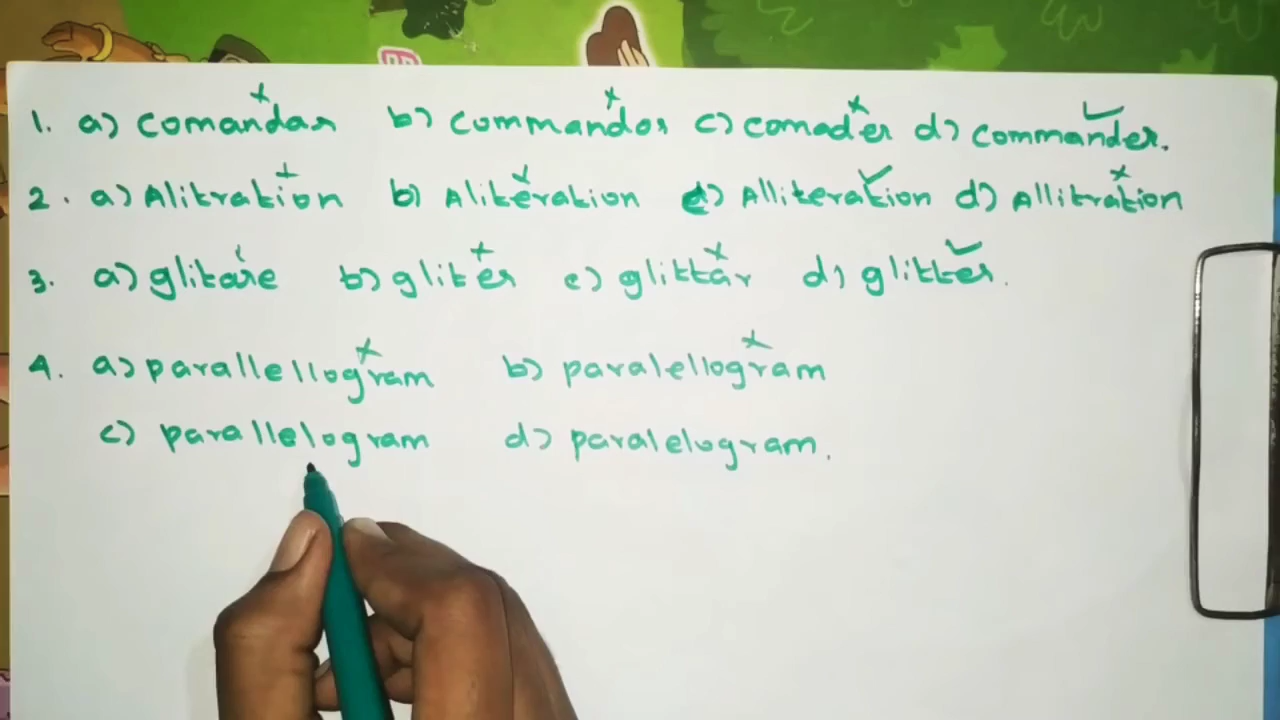 1. a) comandar b) commandor c) comader d) commander.
2. a) Alitration b) Aliteration c) Alliteration d) Allitration
3. a) glitare b) gliter c) glittar d) glitter.
4. a) parallellogram b) paralellogram
c) parallelogram d) paralelogram.